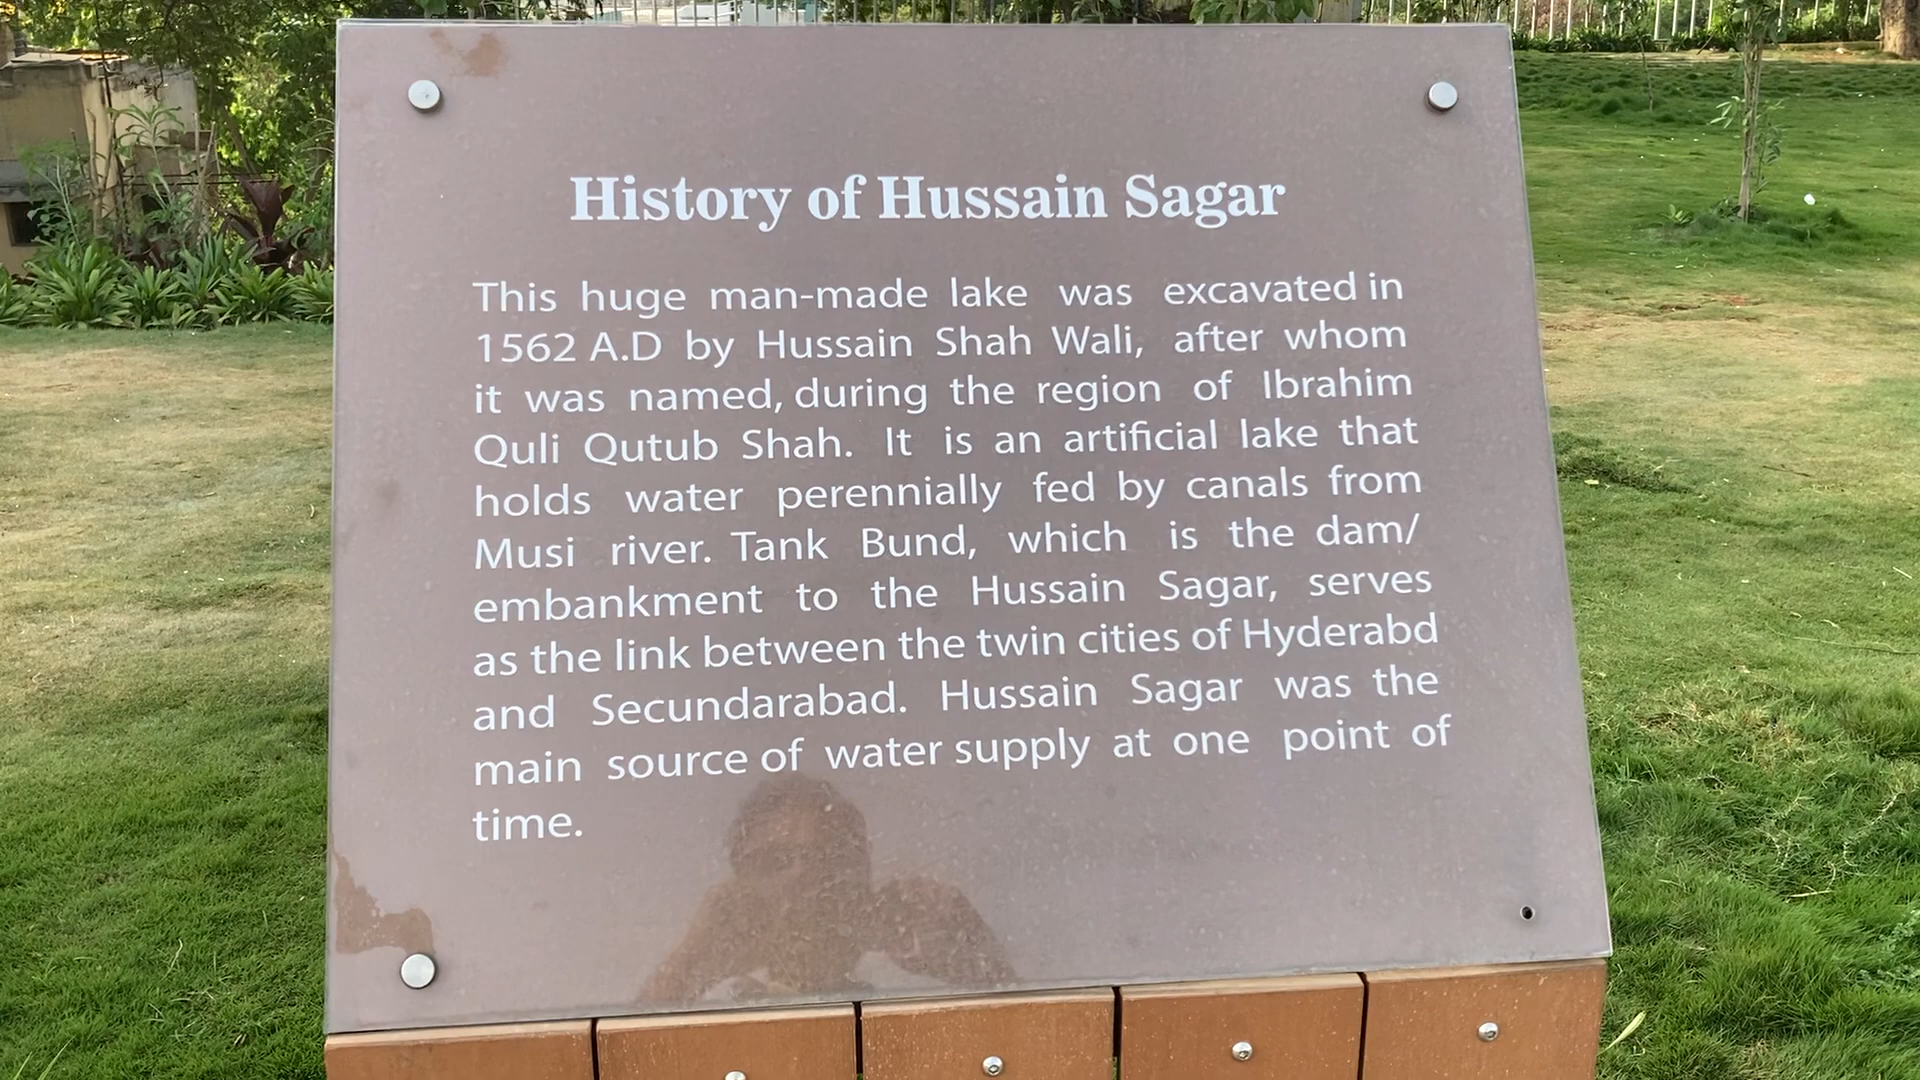 History of Hussain Sagar
This huge man-made lake was excavated in
1562 A.D by Hussain Shah Wali, after whom
it was named, during the region of Ibrahim
Quli Qutub Shah. It is an artificial lake that
holds water perennially fed by canals from
Musi river. Tank Bund, which is the dam/
embankment to the Hussain Sagar, serves
as the link between the twin cities of Hyderabd
and Secundarabad. Hussain Sagar was the
main source of water supply at one point of
time.